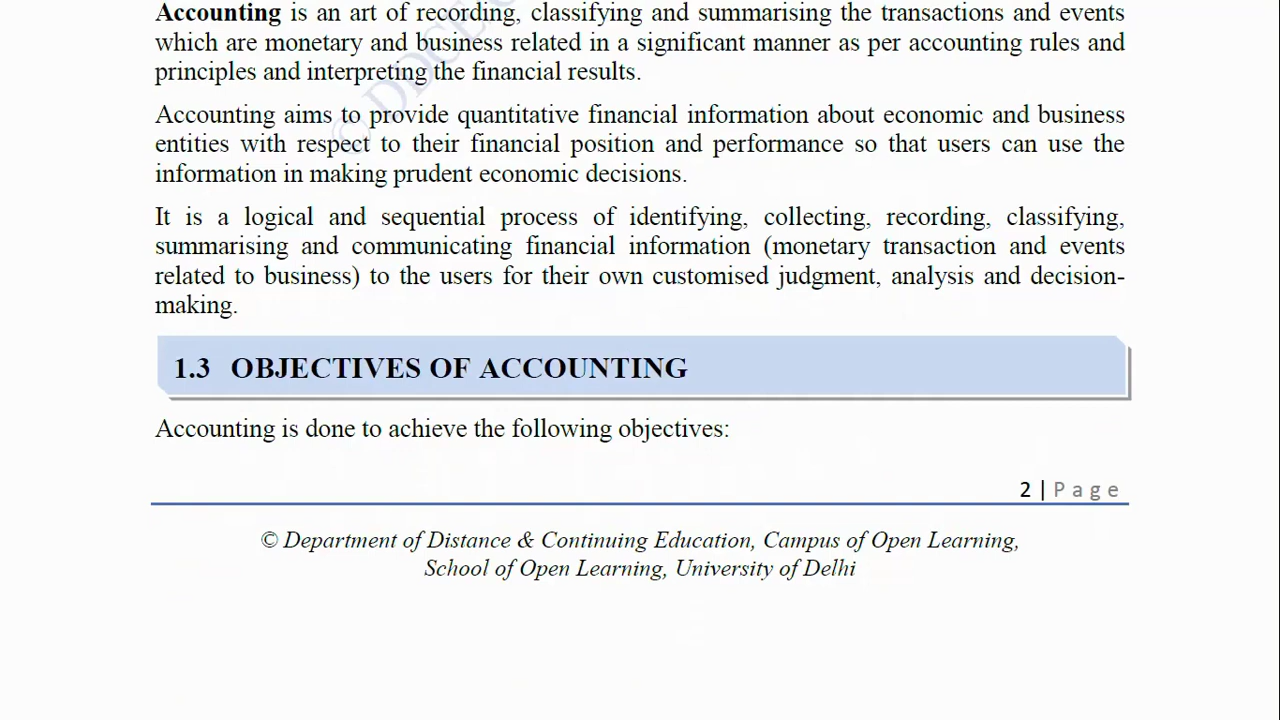 Accounting is an art of recording, classifying and summarising the transactions and events
which are monetary and business related in a significant manner as per accounting rules and
principles and interpreting the financial results.
Accounting aims to provide quantitative financial information about economic and business
entities with respect to their financial position and performance so that users can use the
information in making prudent economic decisions.
It is a logical and sequential process of identifying, collecting, recording, classifying,
summarising and communicating financial information (monetary transaction and events
related to business) to the users for their own customised judgment, analysis and decision-
making.
1.3 OBJECTIVES OF ACCOUNTING
Accounting is done to achieve the following objectives:
2 | Page
© Department of Distance & Continuing Education, Campus of Open Learning,
School of Open Learning, University of Delhi
© DDCE